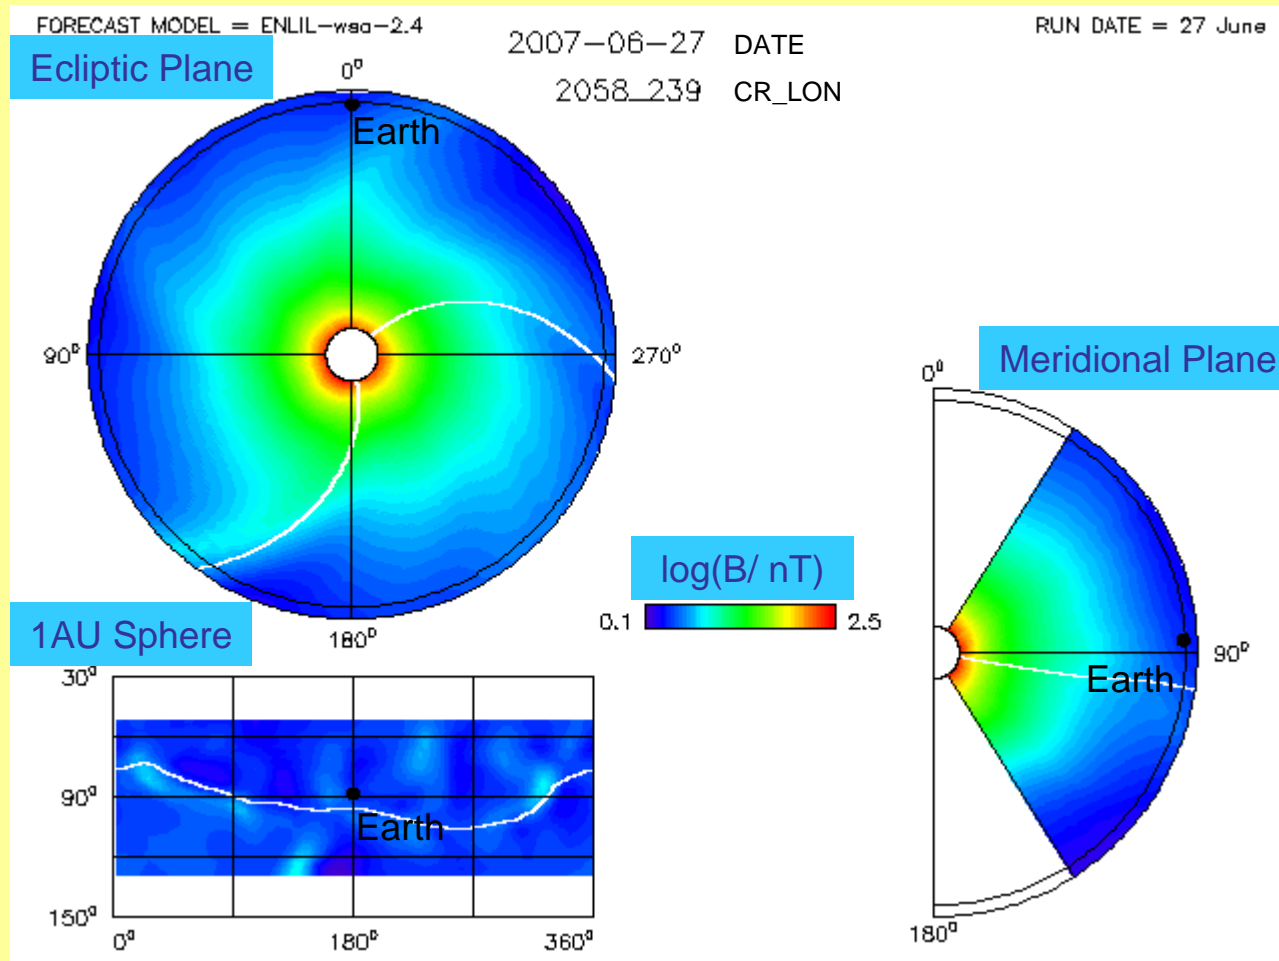 FORECAST MODEL = ENLIL-wsa-2.4
RUN DATE = 27 June
2007-06-27 DATE
2058_239 CR_LON
Ecliptic Plane
0°
Earth
90°
270°
180°
Meridional Plane
0°
Earth
90°
180°
log(B/ nT)
0.1
2.5
1AU Sphere
30°
90°
150°
Earth
0°
180°
360°